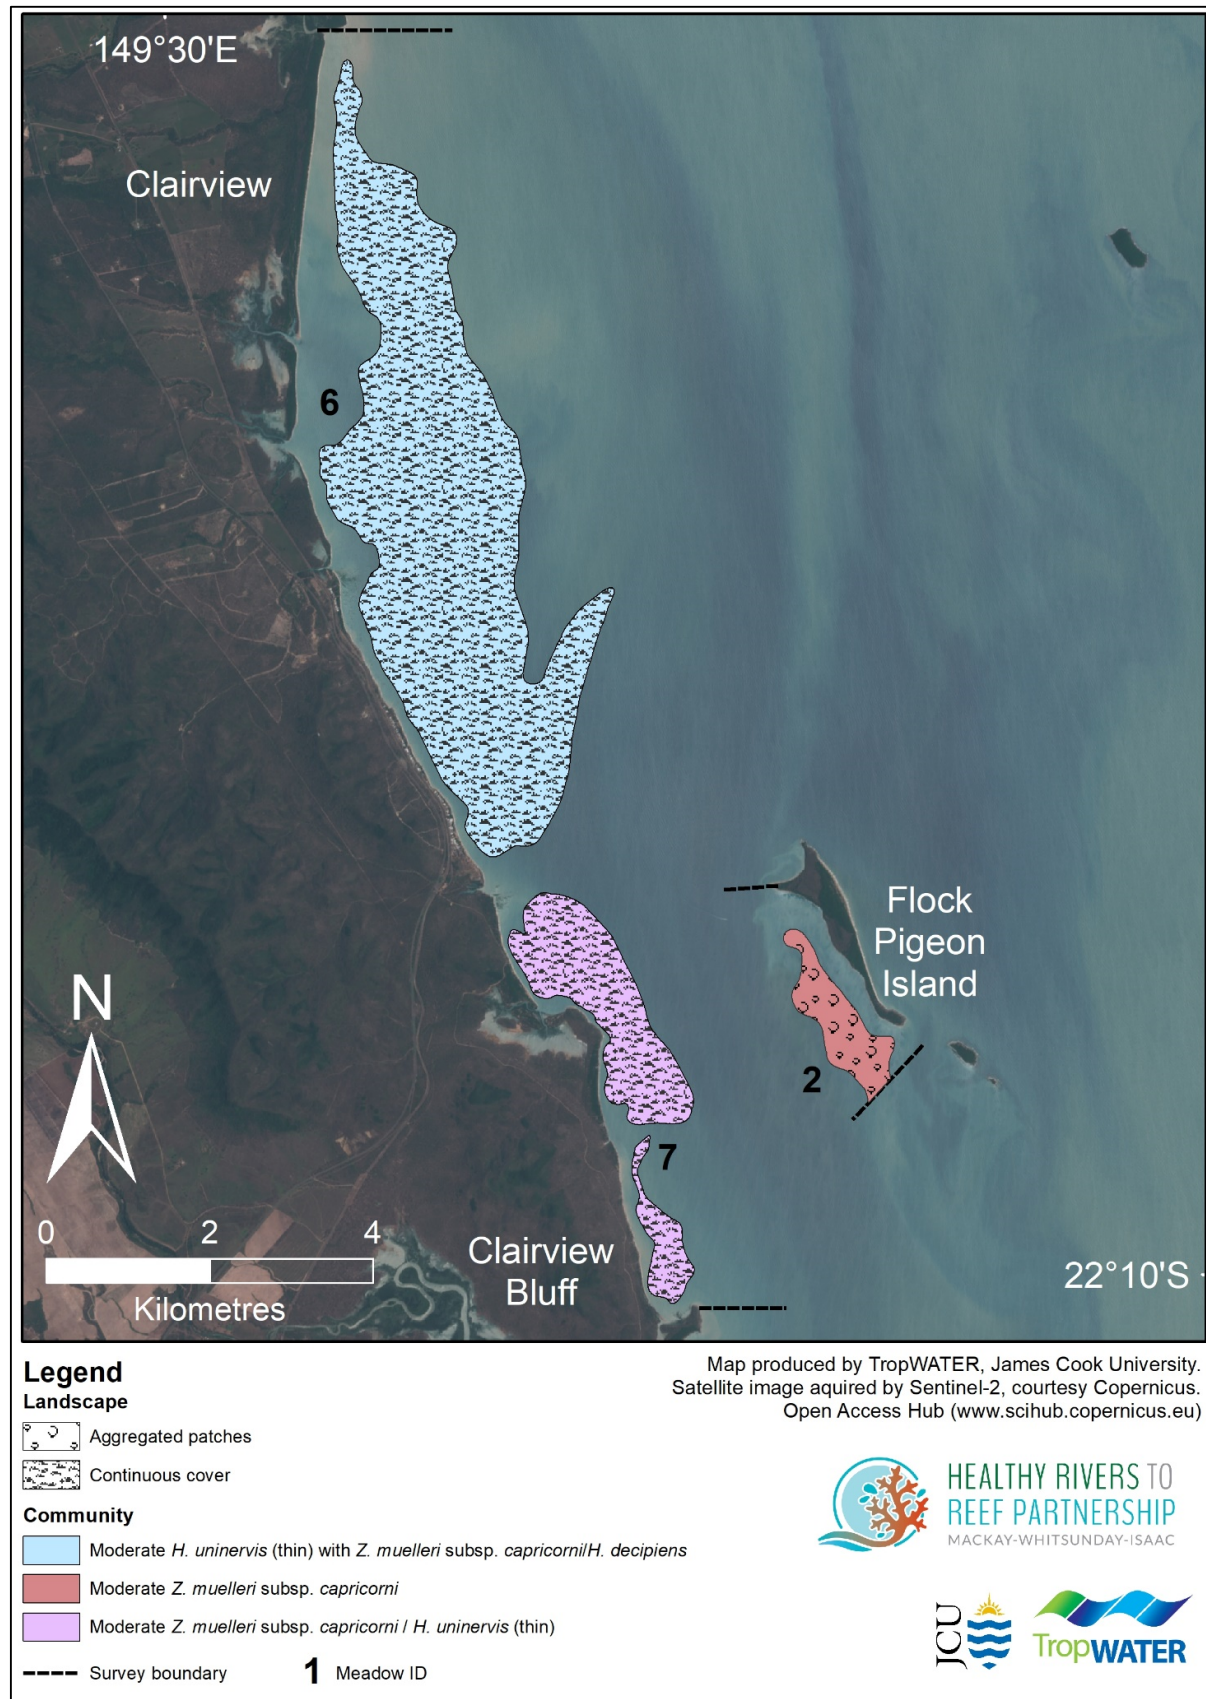 149°30'E
Clairview
6
Flock
Pigeon
Island
N
2
7
0 2 4
Kilometres
Clairview
Bluff
22°10'S
Legend
Landscape
Aggregated patches
Continuous cover
Community
Moderate H. uninervis (thin) with Z. muelleri subsp. capricorni/H. decipiens
Moderate Z. muelleri subsp. capricorni
Moderate Z. muelleri subsp. capricorni / H. uninervis (thin)
Survey boundary
1 Meadow ID
Map produced by TropWATER, James Cook University.
Satellite image aquired by Sentinel-2, courtesy Copernicus.
Open Access Hub (www.scihub.copernicus.eu)
HEALTHY RIVERS TO
REEF PARTNERSHIP
MACKAY-WHITSUNDAY-ISAAC
JCU
TropWATER